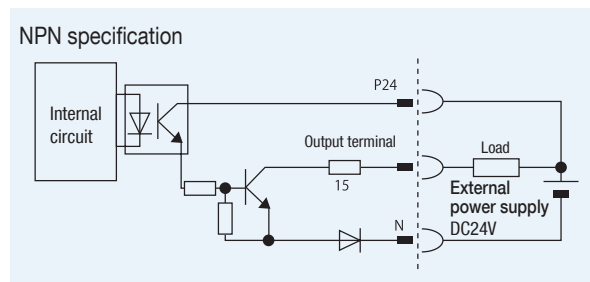 NPN specification
P24
Internal
circuit
Output terminal
Load
15
External
power supply
N
DC24V